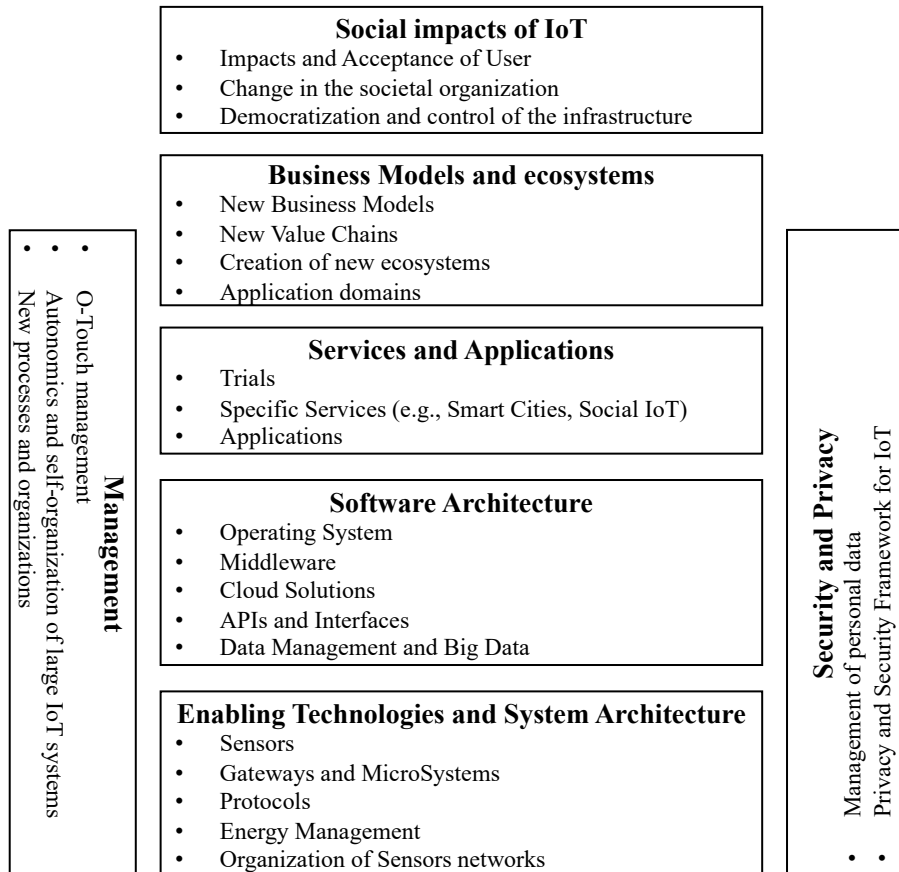 Social impacts of IoT
• Impacts and Acceptance of User
• Change in the societal organization
• Democratization and control of the infrastructure
Business Models and ecosystems
• New Business Models
• New Value Chains
• Creation of new ecosystems
• Application domains
Services and Applications
• Trials
• Specific Services (e.g., Smart Cities, Social IoT)
• Applications
Software Architecture
• Operating System
• Middleware
• Cloud Solutions
• APIs and Interfaces
• Data Management and Big Data
Enabling Technologies and System Architecture
• Sensors
• Gateways and MicroSystems
• Protocols
• Energy Management
• Organization of Sensors networks
Management
• O-Touch management
• Autonomics and self-organization of large IoT systems
• New processes and organizations
Security and Privacy
• Management of personal data
• Privacy and Security Framework for IoT